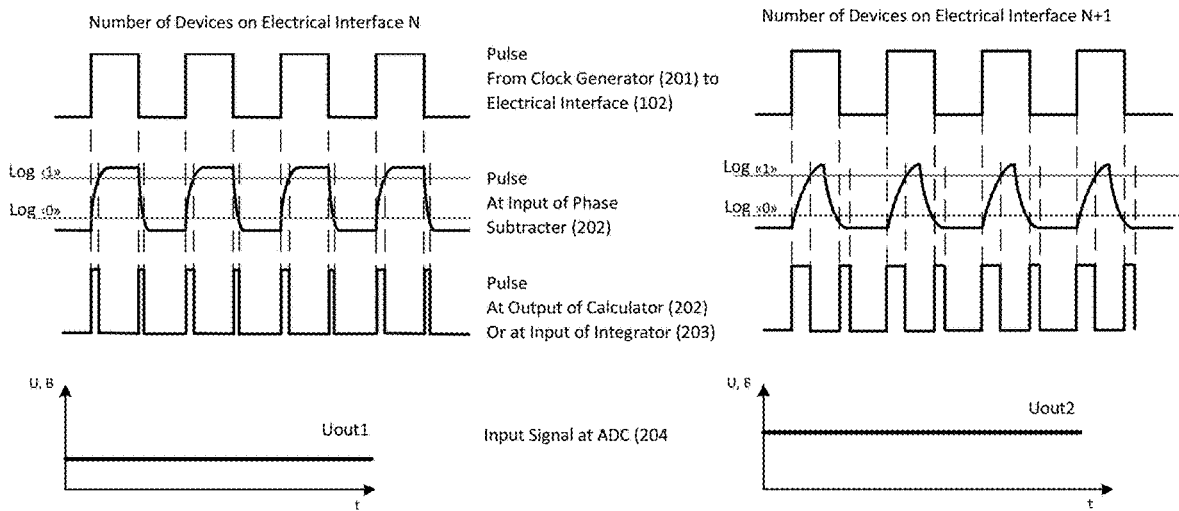 Number of Devices on Electrical Interface N
Number of Devices on Electrical Interface N+1
Pulse
From Clock Generator (201) to
Electrical Interface (102)
Log «1»
Log «0»
Pulse
At Input of Phase
Subtracter (202)
Log «1»
Log «0»
Pulse
At Output of Calculator (202)
Or at Input of Integrator (203)
U, B
Uout1
t
Input Signal at ADC (204
U, B
Uout2
t